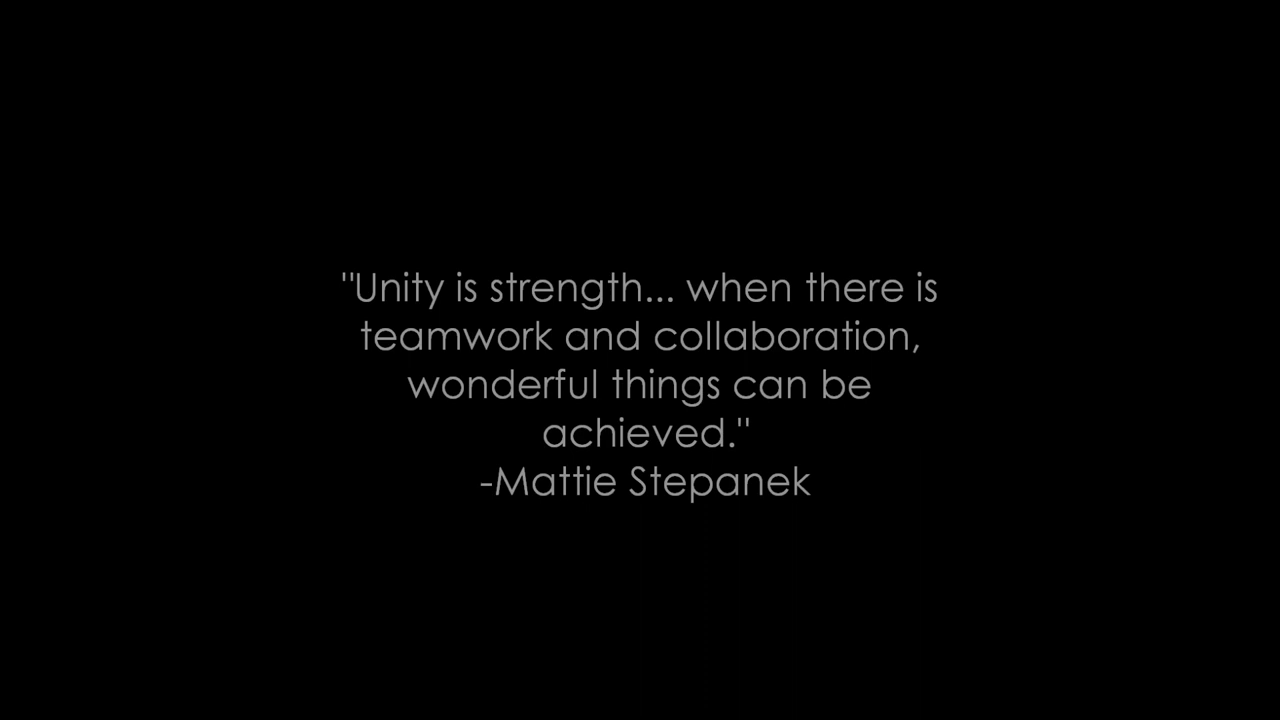 "Unity is strength... when there is
teamwork and collaboration,
wonderful things can be
achieved."
-Mattie Stepanek